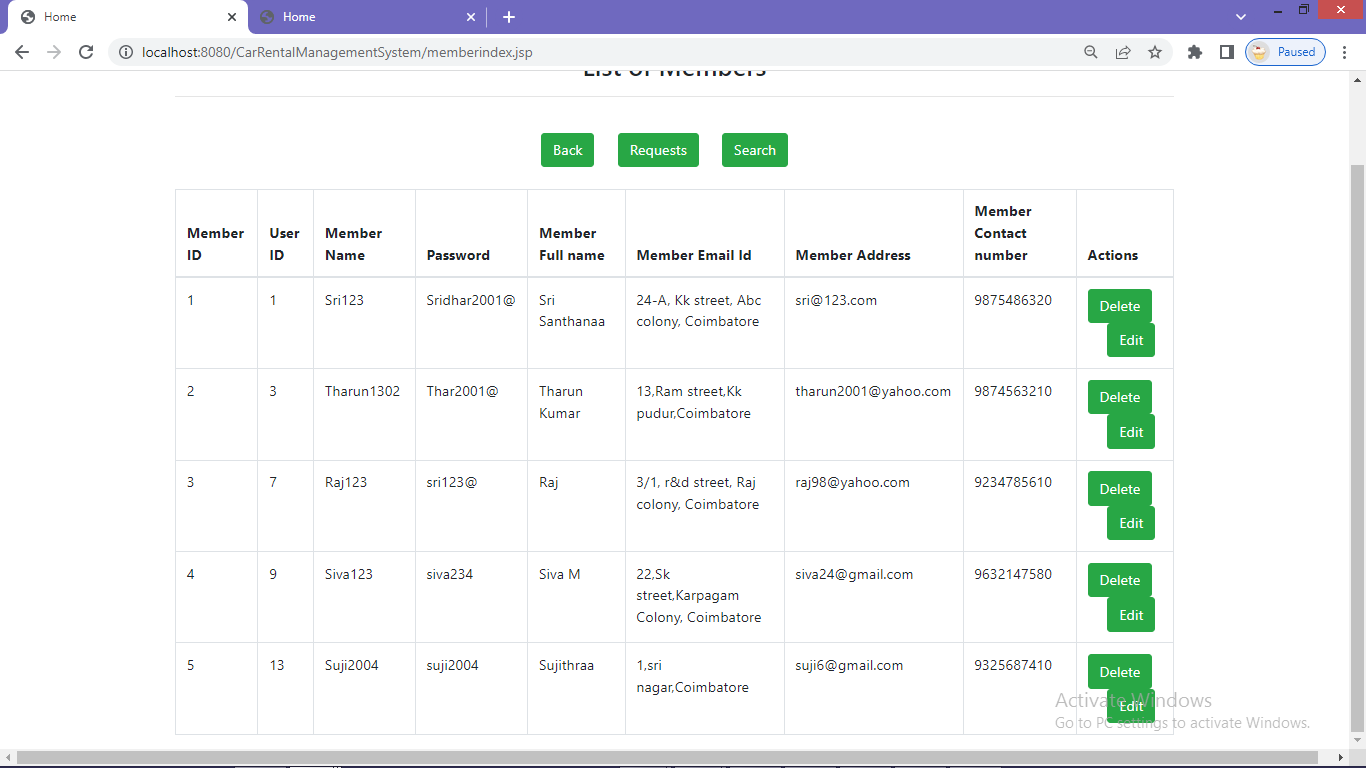 Home
Home
localhost:8080/CarRentalManagementSystem/memberindex.jsp
Paused
List of Members
Back Requests Search
Member ID User ID Member Name Password Member Full name Member Email Id Member Address Member Contact number Actions
1 1 Sri123 Sridhar2001@ Sri Santhanaa 24-A, Kk street, Abc colony, Coimbatore sri@123.com 9875486320 Delete Edit
2 3 Tharun1302 Thar2001@ Tharun Kumar 13,Ram street,Kk pudur,Coimbatore tharun2001@yahoo.com 9874563210 Delete Edit
3 7 Raj123 sri123@ Raj 3/1, r&d street, Raj colony, Coimbatore raj98@yahoo.com 9234785610 Delete Edit
4 9 Siva123 siva234 Siva M 22,Sk street,Karpagam Colony, Coimbatore siva24@gmail.com 9632147580 Delete Edit
5 13 Suji2004 suji2004 Sujithraa 1,sri nagar,Coimbatore suji6@gmail.com 9325687410 Delete Edit
Activate Windows
Go to PC settings to activate Windows.